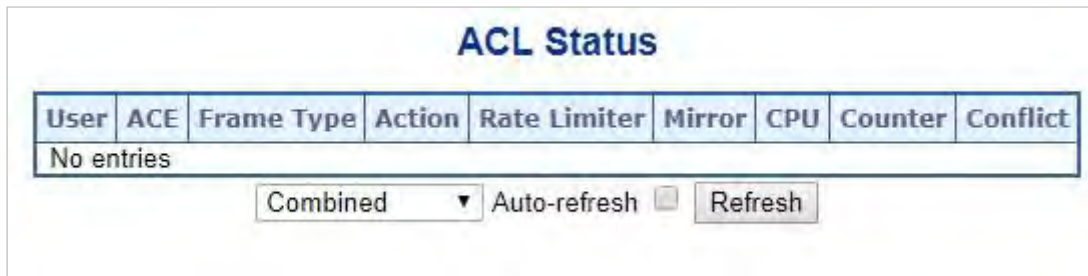 ACL Status
User ACE Frame Type Action Rate Limiter Mirror CPU Counter Conflict
No entries
Combined Auto-refresh Refresh